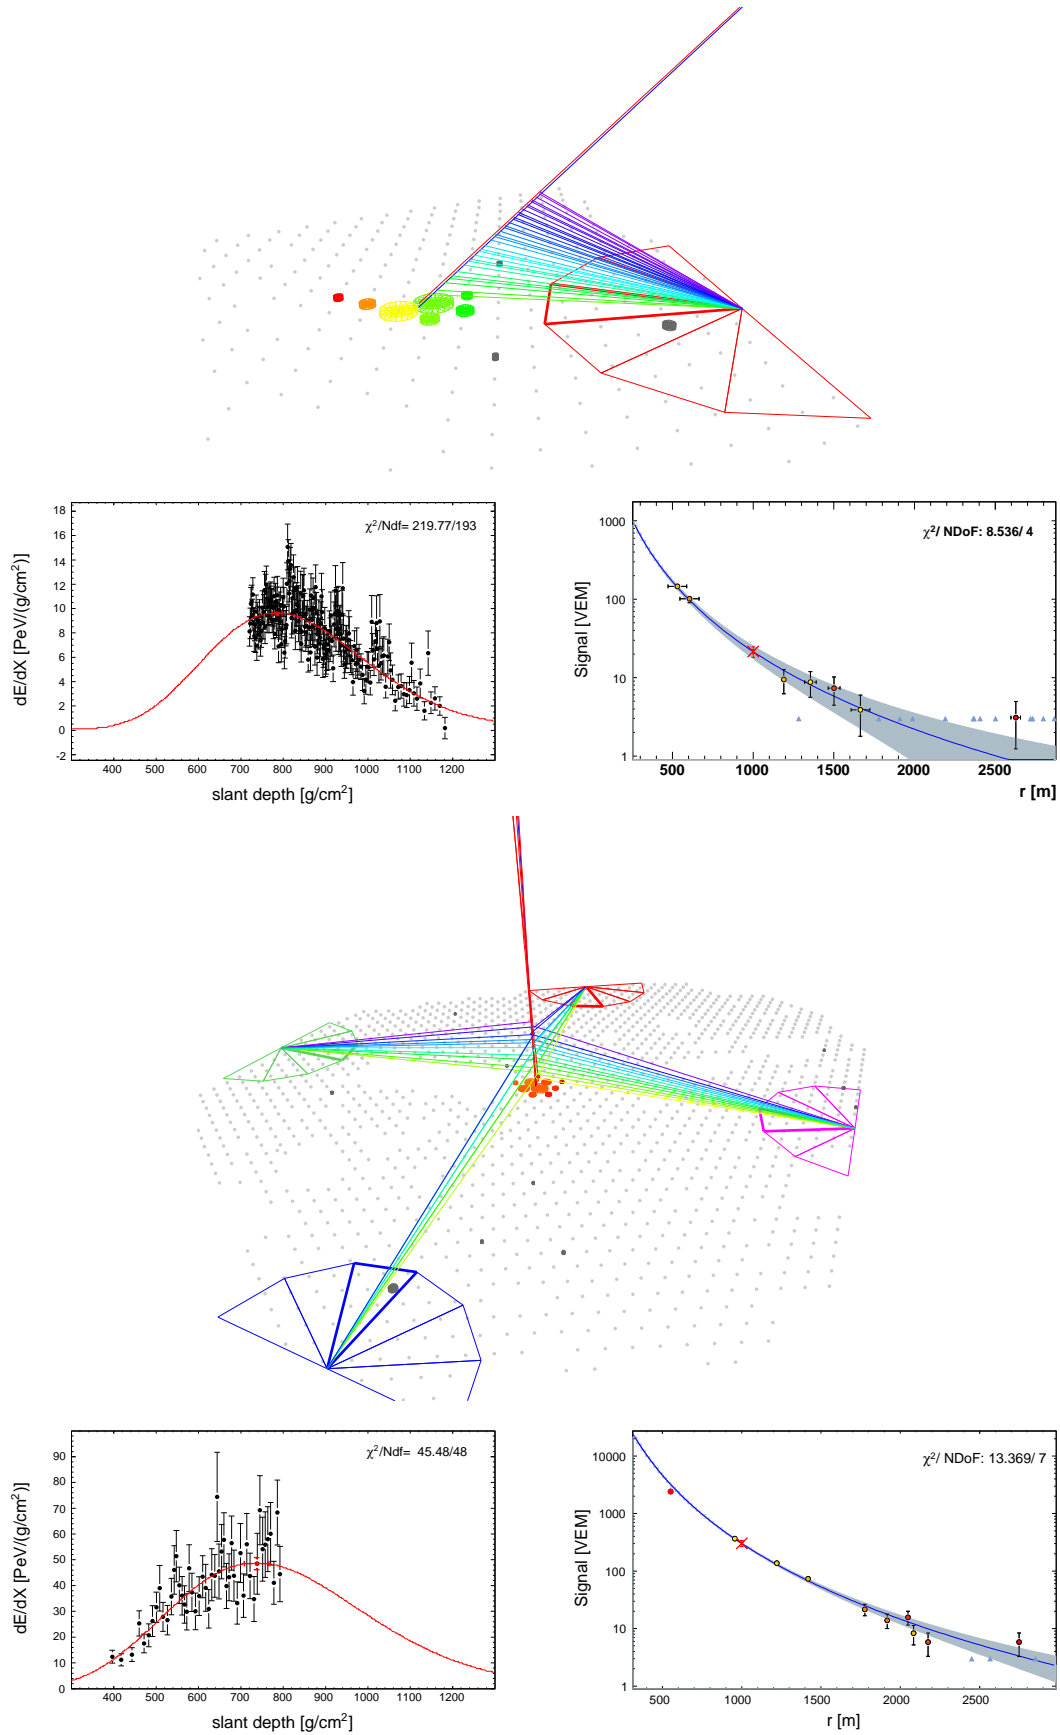 χ²/Ndf= 219.77/193
dE/dX [PeV/(g/cm²)]
18
16
14
12
10
8
6
4
2
0
-2
400 500 600 700 800 900 1000 1100 1200
slant depth [g/cm²]
χ²/ NDoF: 8.536/ 4
Signal [VEM]
1000
100
10
1
500 1000 1500 2000 2500
r [m]
χ²/Ndf= 45.48/48
dE/dX [PeV/(g/cm²)]
90
80
70
60
50
40
30
20
10
0
400 500 600 700 800 900 1000 1100 1200
slant depth [g/cm²]
χ²/ NDoF: 13.369/ 7
Signal [VEM]
10000
1000
100
10
1
500 1000 1500 2000 2500
r [m]